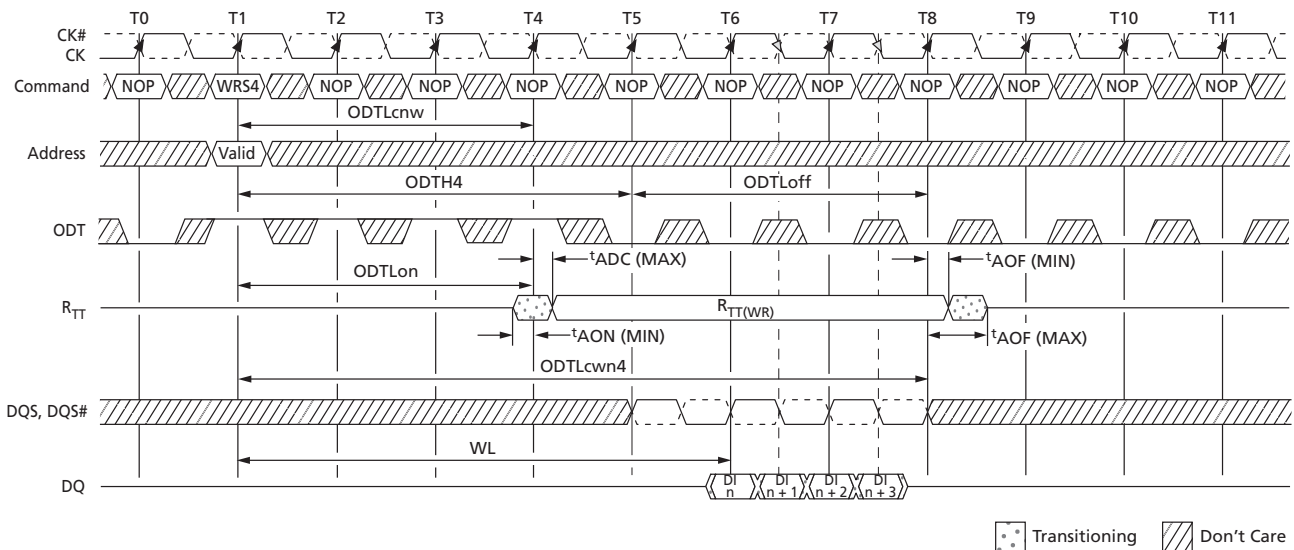 T0 T1 T2 T3 T4 T5 T6 T7 T8 T9 T10 T11
CK#
CK
Command NOP WRS4 NOP NOP NOP NOP NOP NOP NOP NOP NOP NOP
ODTLcnw
Address Valid
ODTH4 ODTLoff
ODT
tADC (MAX) tAOF (MIN)
ODTLon
RTT RTT(WR)
tAON (MIN) tAOF (MAX)
ODTLcwn4
DQS, DQS#
WL
DQ DI n DI n + 1 DI n + 2 DI n + 3
Transitioning Don't Care